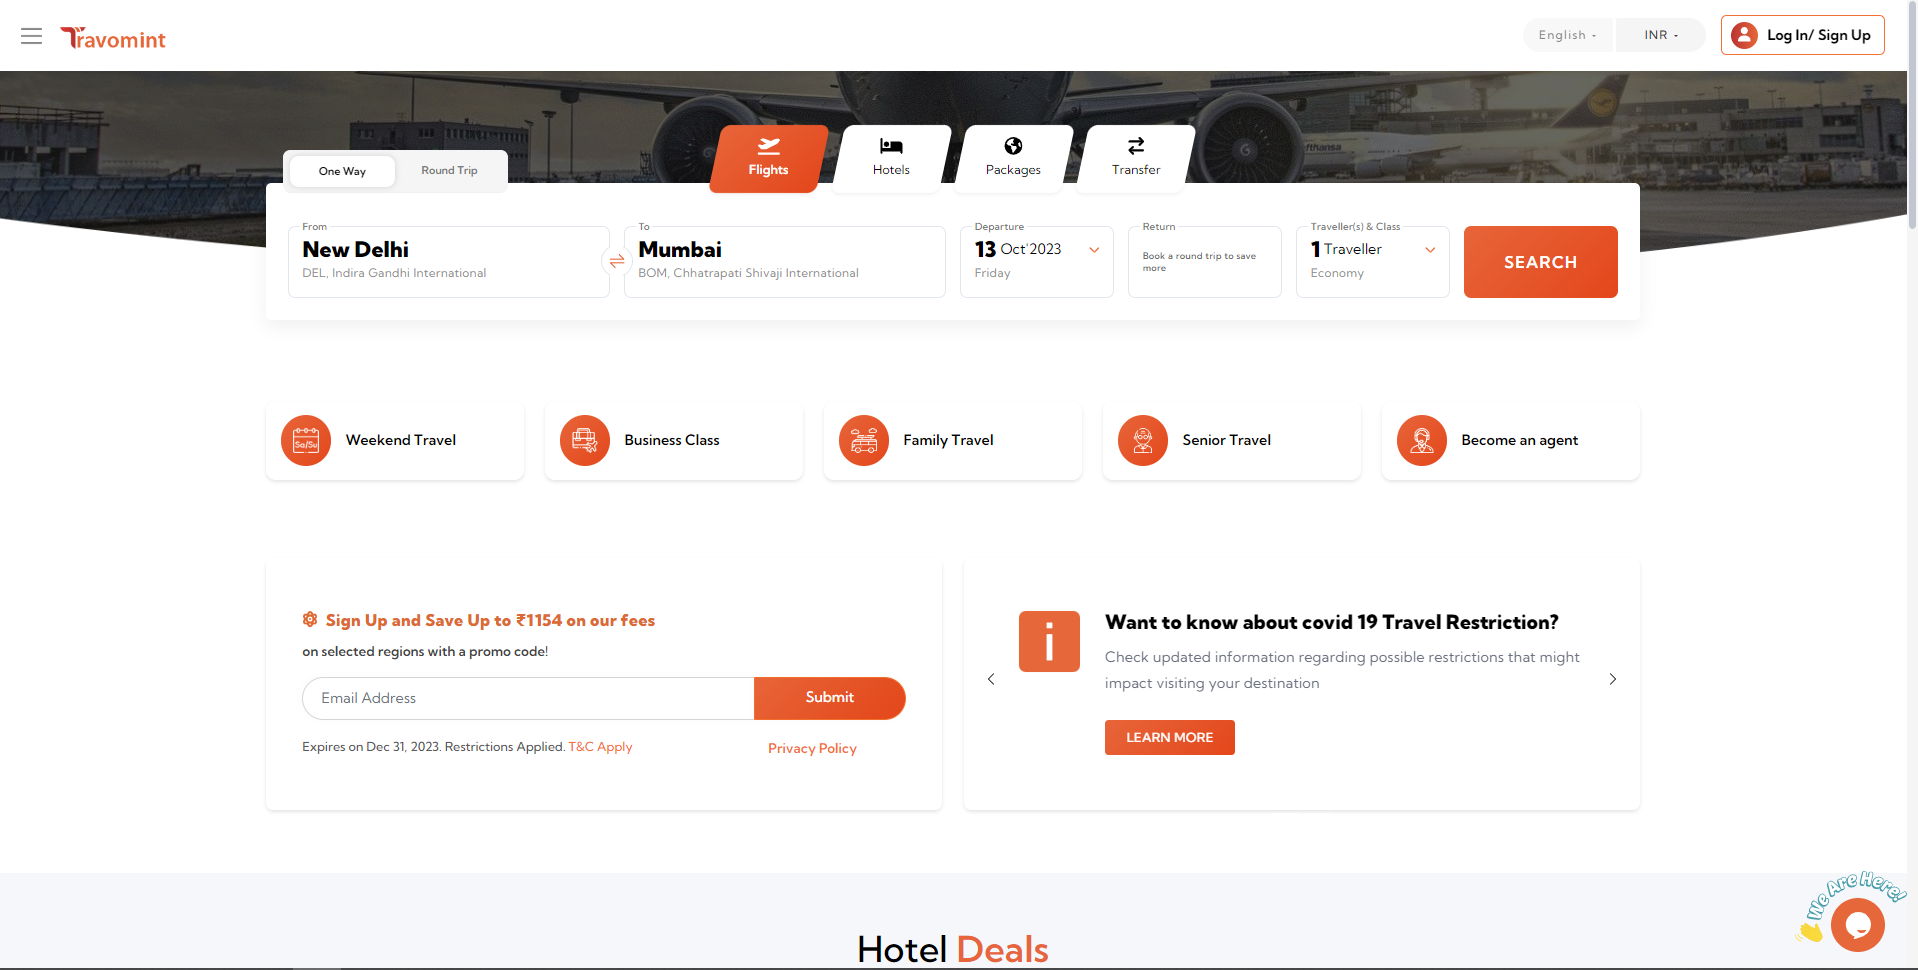 Travomint
English
INR
Log In/ Sign Up
One Way
Round Trip
Flights
Hotels
Packages
Transfer
From
New Delhi
DEL, Indira Gandhi International
To
Mumbai
BOM, Chhatrapati Shivaji International
Departure
13 Oct'2023
Friday
Return
Book a round trip to save
more
Traveller(s) & Class
1 Traveller
Economy
SEARCH
Sa/Su
Weekend Travel
Business Class
Family Travel
Senior Travel
Become an agent
Sign Up and Save Up to ₹1154 on our fees
on selected regions with a promo code!
Email Address
Submit
Expires on Dec 31, 2023. Restrictions Applied. T&C Apply
Privacy Policy
i
Want to know about covid 19 Travel Restriction?
Check updated information regarding possible restrictions that might
impact visiting your destination
LEARN MORE
We Are Here!
Hotel Deals